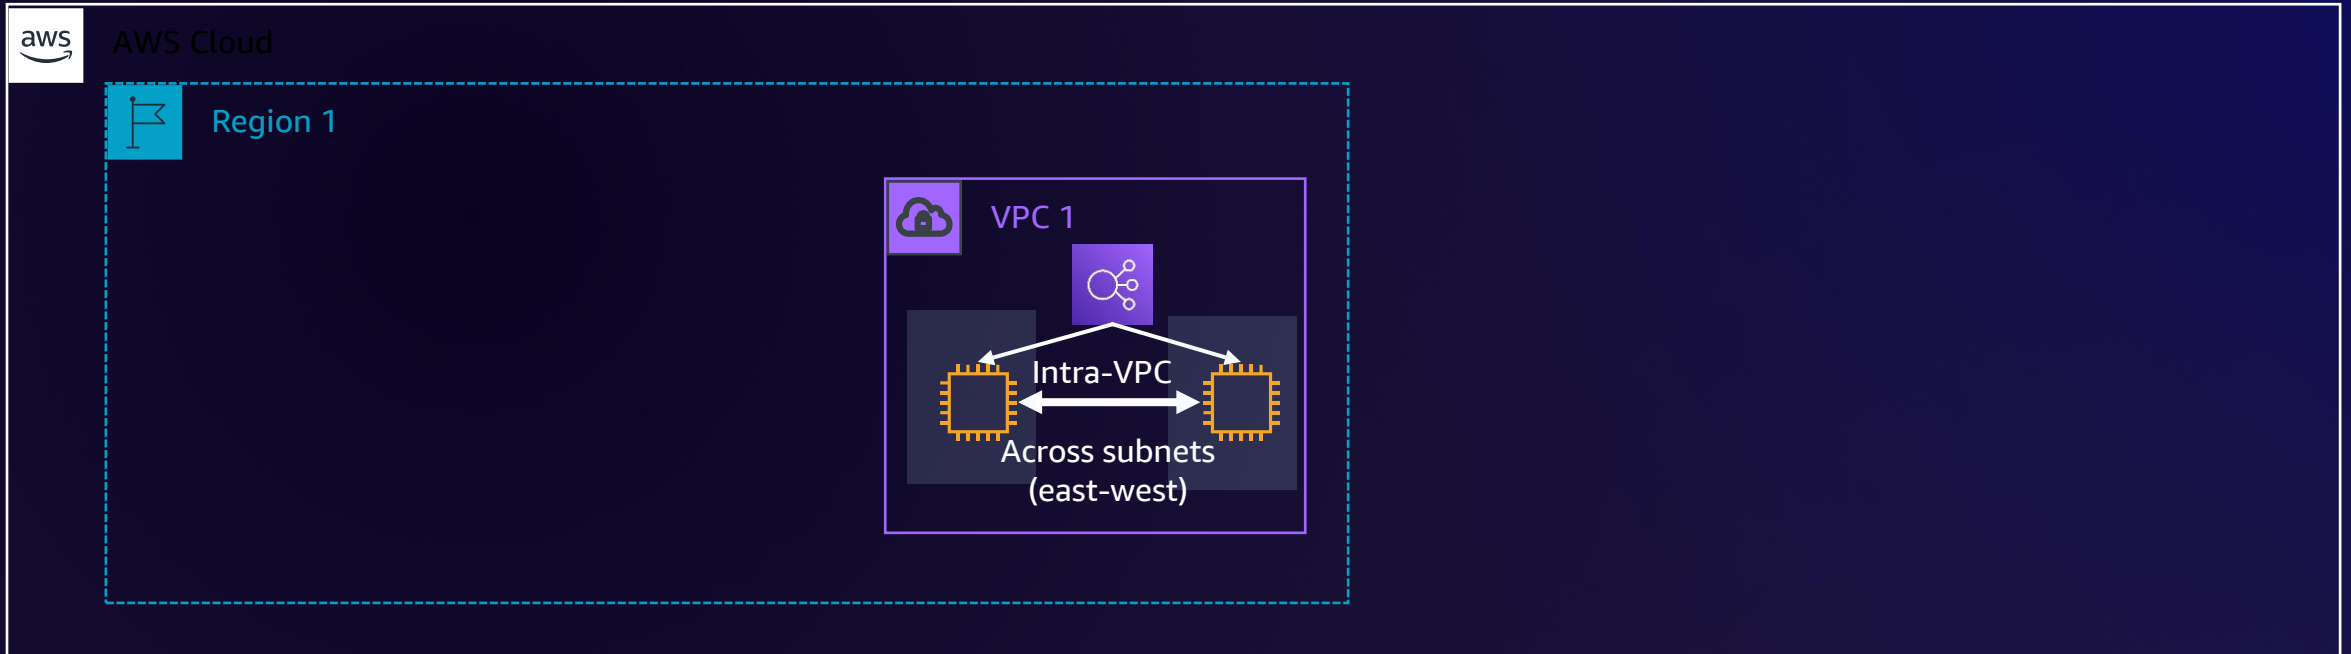 aws
AWS Cloud
Region 1
VPC 1
Intra-VPC
Across subnets
(east-west)